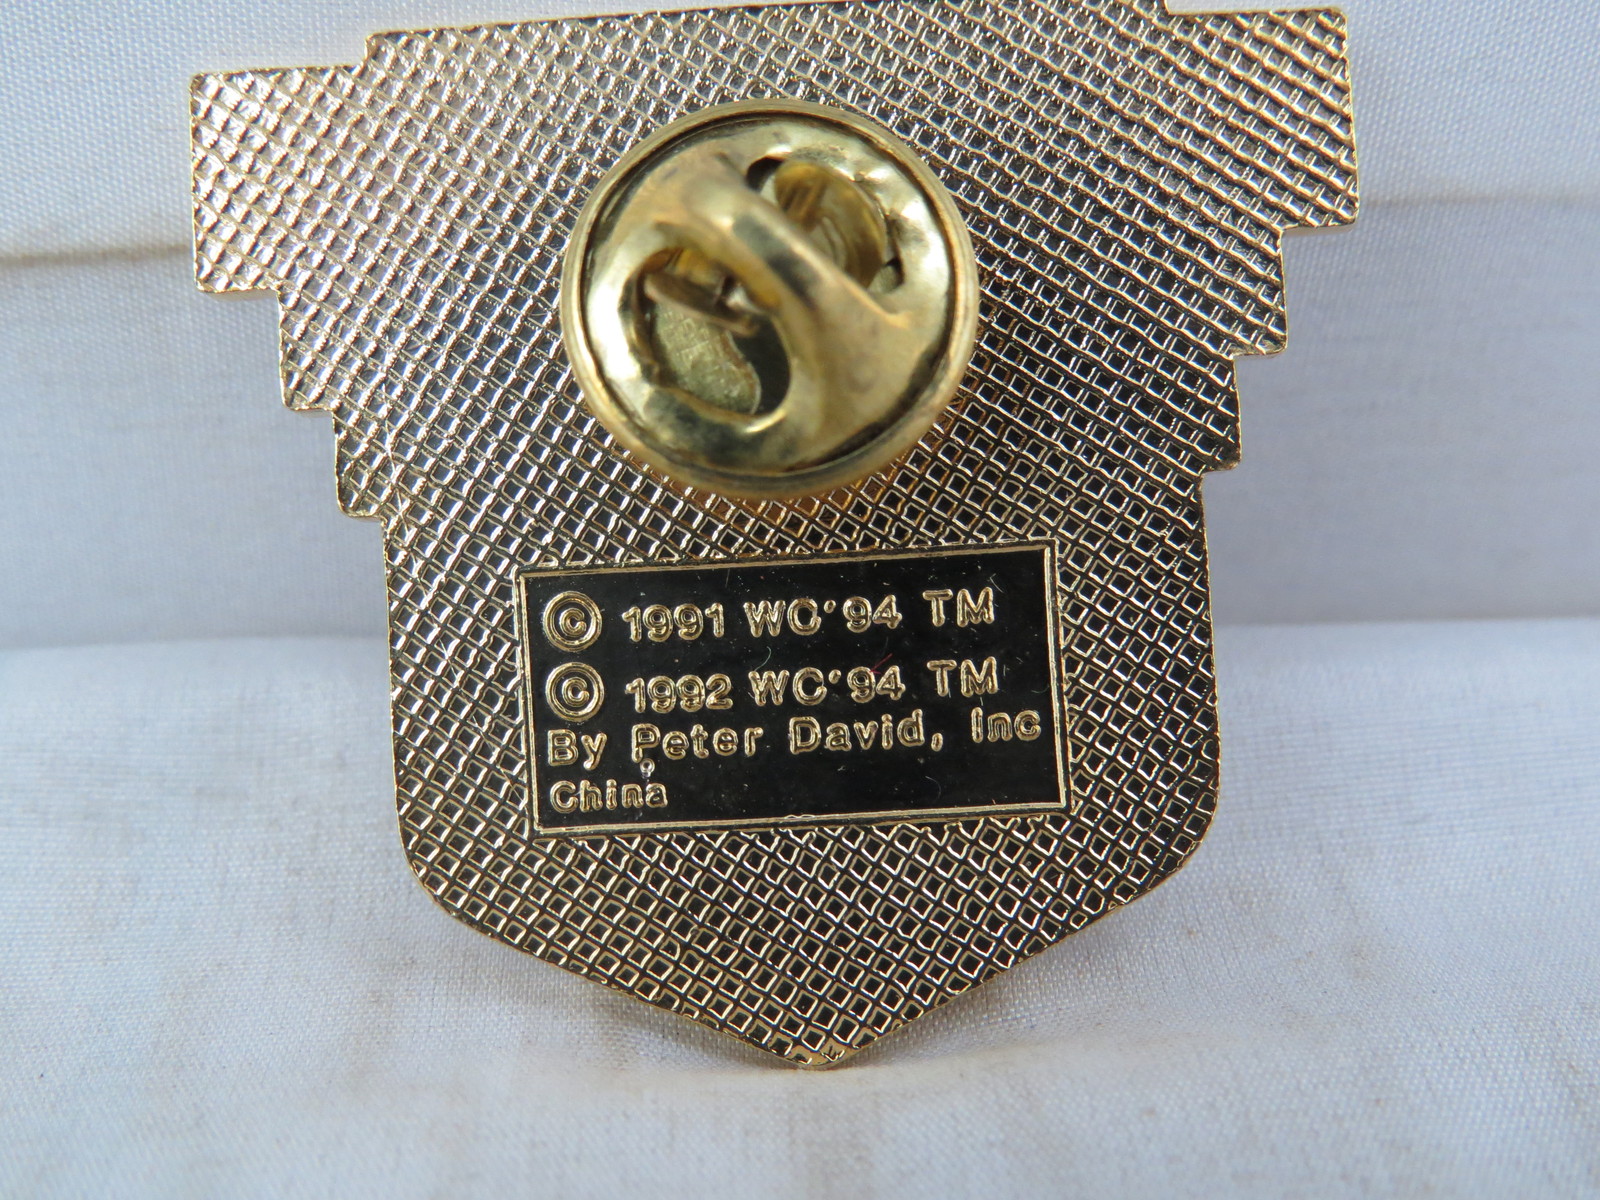 © 1991 WC'94 TM
© 1992 WC'94 TM
By Peter David, Inc
China